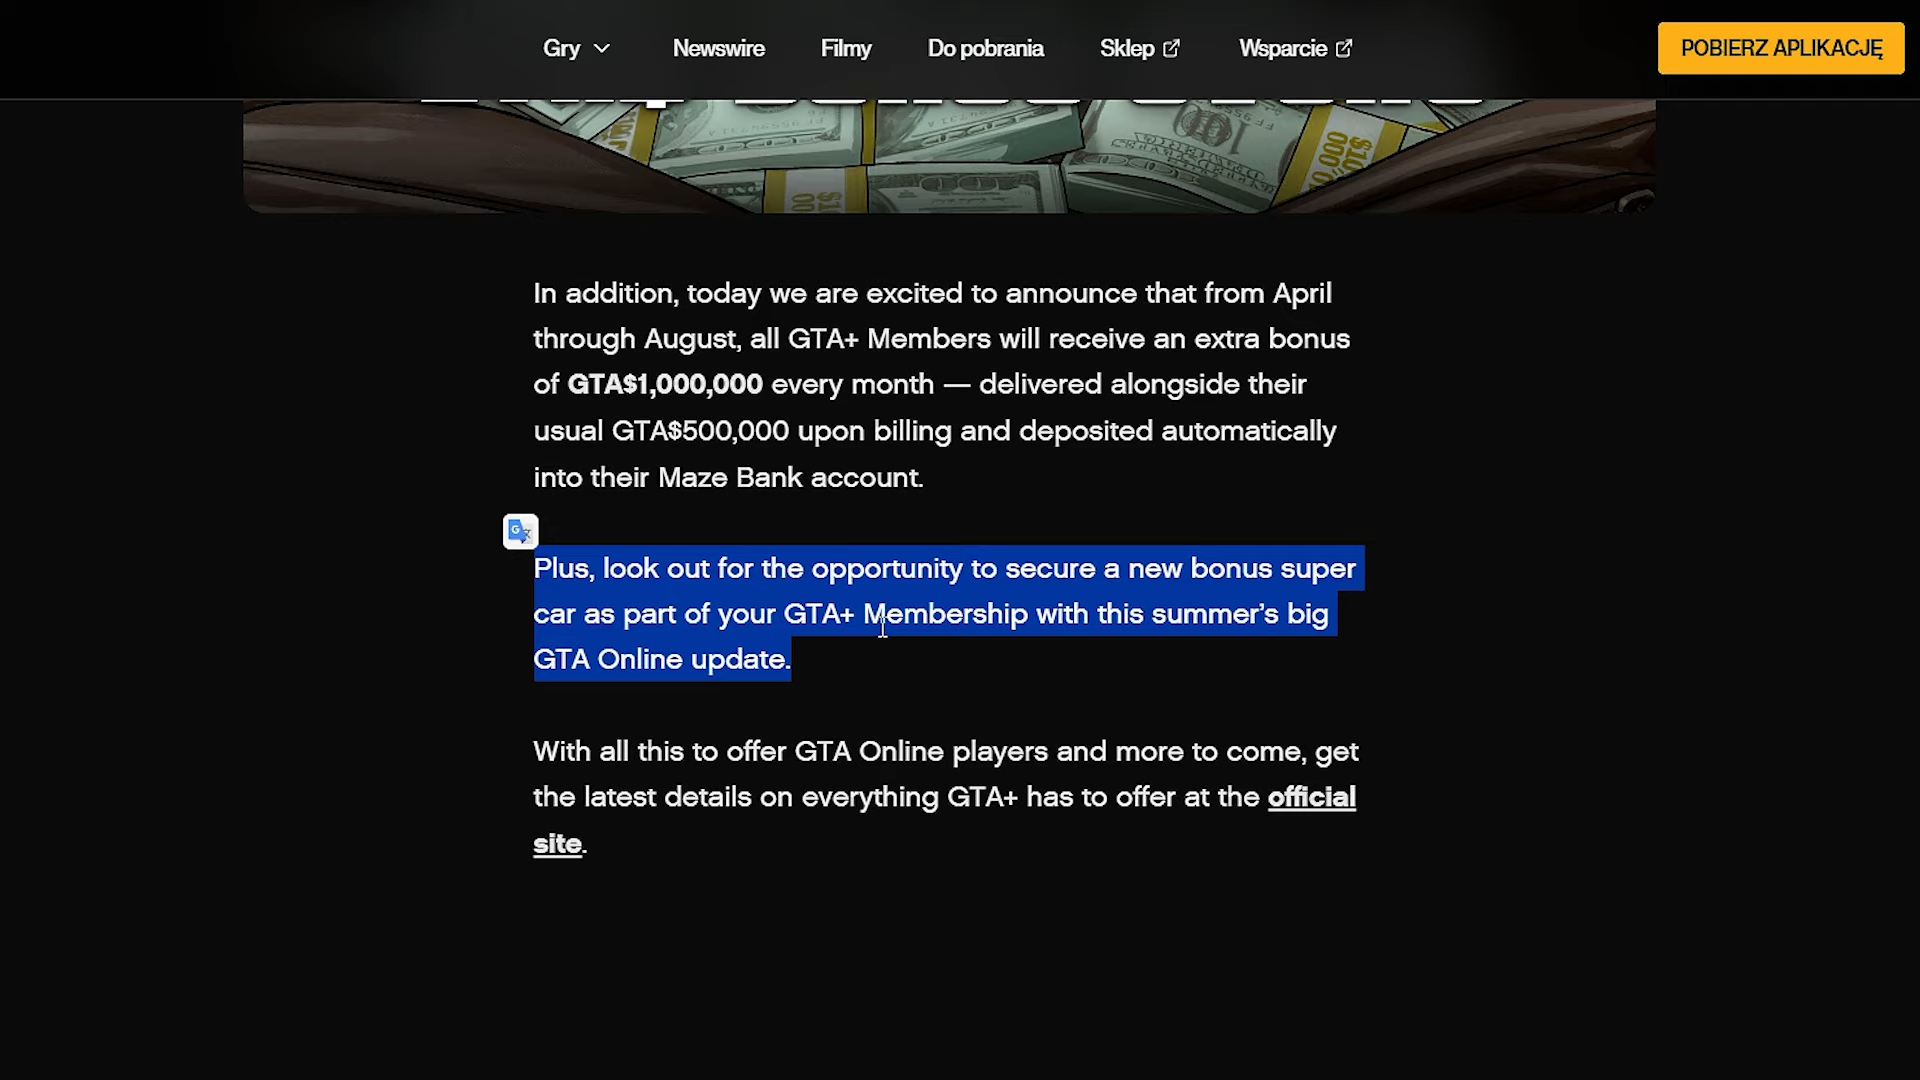 Gry
Newswire
Filmy
Do pobrania
Sklep
Wsparcie
POBIERZ APLIKACJĘ
In addition, today we are excited to announce that from April
through August, all GTA+ Members will receive an extra bonus
of GTA$1,000,000 every month — delivered alongside their
usual GTA$500,000 upon billing and deposited automatically
into their Maze Bank account.
Plus, look out for the opportunity to secure a new bonus super
car as part of your GTA+ Membership with this summer’s big
GTA Online update.
With all this to offer GTA Online players and more to come, get
the latest details on everything GTA+ has to offer at the official
site.